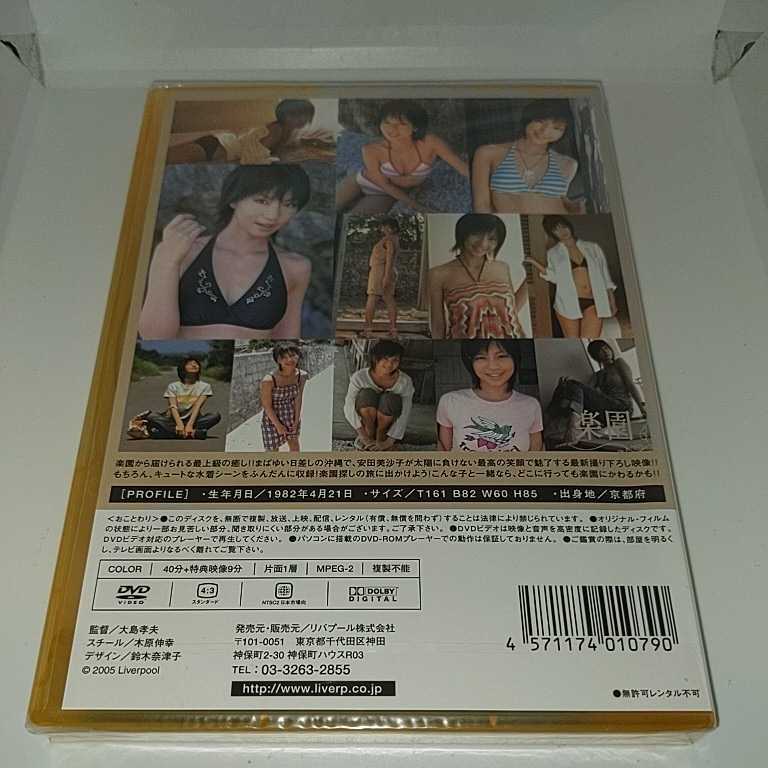 楽園
楽園から届けられる最上級の癒し!!まばゆい日差しの沖縄で、安田美沙子が太陽に負けない最高の笑顔で魅了する最新撮り下ろし映像!!
もちろん、キュートな水着シーンをふんだんに収録!楽園探しの旅に出かけよう!こんな子と一緒なら、どこに行っても楽園にかわるかも!!
[PROFILE] ・生年月日/1982年4月21日 ・サイズ/T161 B82 W60 H85 ・出身地/京都府
<おことわり>●このディスクを、無断で複製、放送、上映、配信、レンタル(有償、無償を問わず)することは法律により禁じられています。 ●オリジナル・フィルム
の状態により一部お見苦しい部分、聞き取りにくい部分がある場合がございます。ご了承下さい。 ●DVDビデオは映像と音声を高密度に記録したディスクです。
DVDビデオ対応のプレーヤーで再生してください。 ●パソコンに搭載のDVD-ROMプレーヤーでの動作は保証しておりません。 ●ご鑑賞の際は、部屋を明るく
し、テレビ画面よりなるべく離れてご覧下さい。
COLOR 40分+特典映像9分 片面1層 MPEG-2 複製不能
DVD VIDEO 4:3 スタンダード 2 NTSC 日本市場向 DOLBY DIGITAL
監督/大島孝夫
スチール/木原伸幸
デザイン/鈴木奈津子
© 2005 Liverpool
発売元・販売元/リバプール株式会社
〒101-0051 東京都千代田区神田
神保町2-30 神保町ハウスR03
TEL:03-3263-2855
http://www.liverp.co.jp
4 571174 010790
●無許可レンタル不可